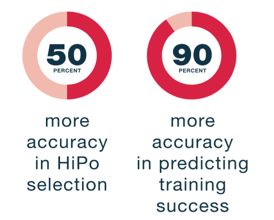 50
PERCENT
more
accuracy
in HiPo
selection
90
PERCENT
more
accuracy
in predicting
training
success